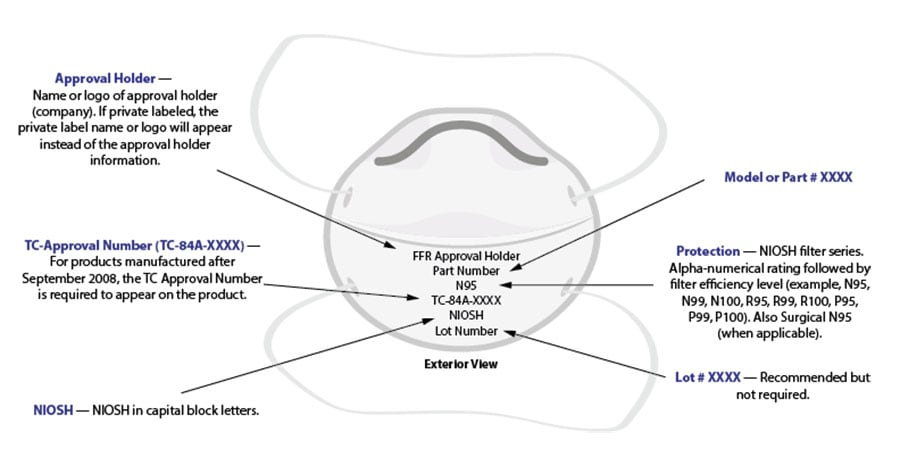 Approval Holder —
Name or logo of approval holder
(company). If private labeled, the
private label name or logo will appear
instead of the approval holder
information.
TC-Approval Number (TC-84A-XXXX) —
For products manufactured after
September 2008, the TC Approval Number
is required to appear on the product.
NIOSH — NIOSH in capital block letters.
FFR Approval Holder
Part Number
N95
TC-84A-XXXX
NIOSH
Lot Number
Exterior View
Model or Part # XXXX
Protection — NIOSH filter series.
Alpha-numerical rating followed by
filter efficiency level (example, N95,
N99, N100, R95, R99, R100, P95,
P99, P100). Also Surgical N95
(when applicable).
Lot # XXXX — Recommended but
not required.